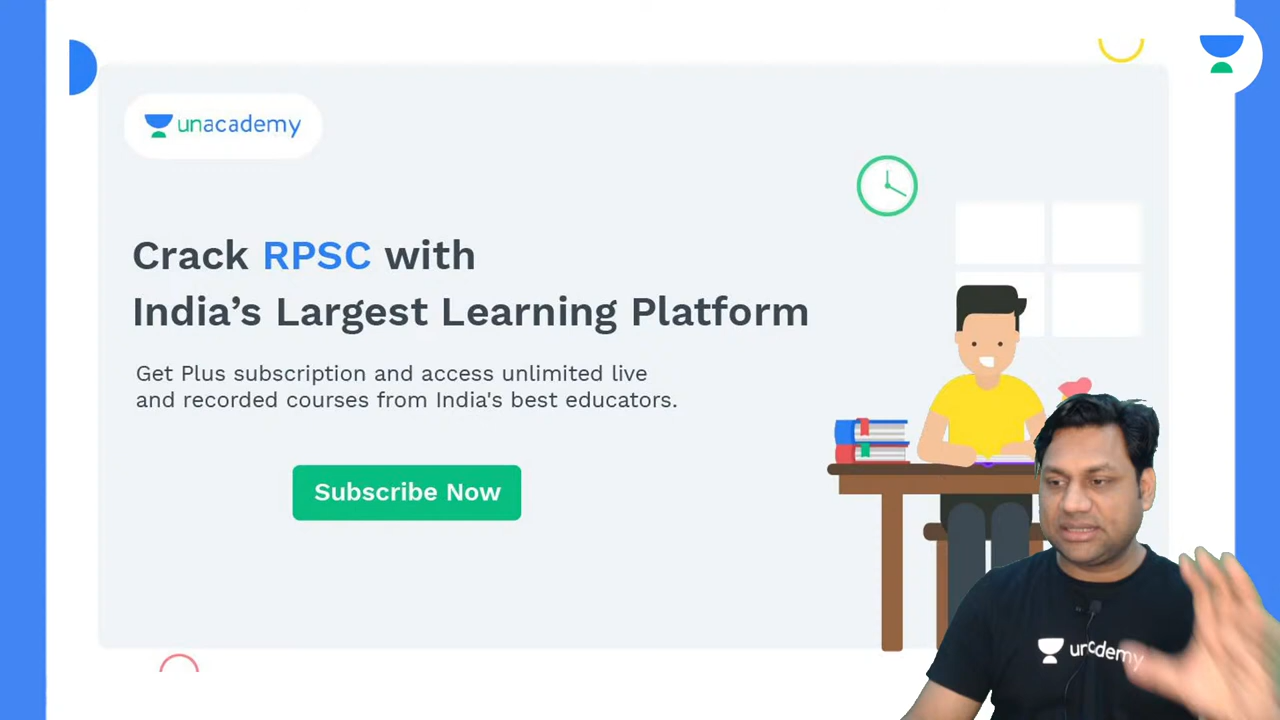 unacademy
Crack RPSC with
India’s Largest Learning Platform
Get Plus subscription and access unlimited live
and recorded courses from India's best educators.
Subscribe Now
unacademy